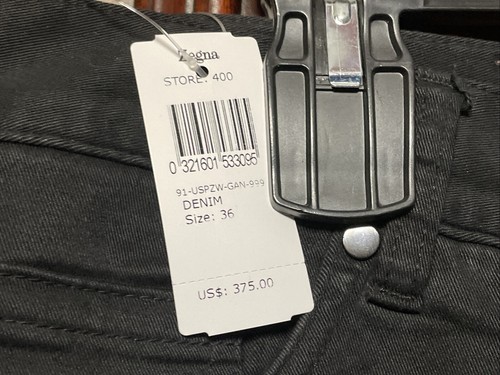 Zegna
STORE: 400
0 321601 533095
91-USPZW-GAN-999
DENIM
Size: 36
US$: 375.00